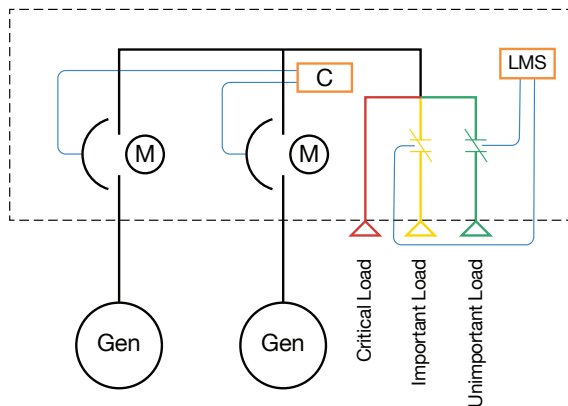 LMS
C
M
M
Gen
Gen
Critical Load
Important Load
Unimportant Load